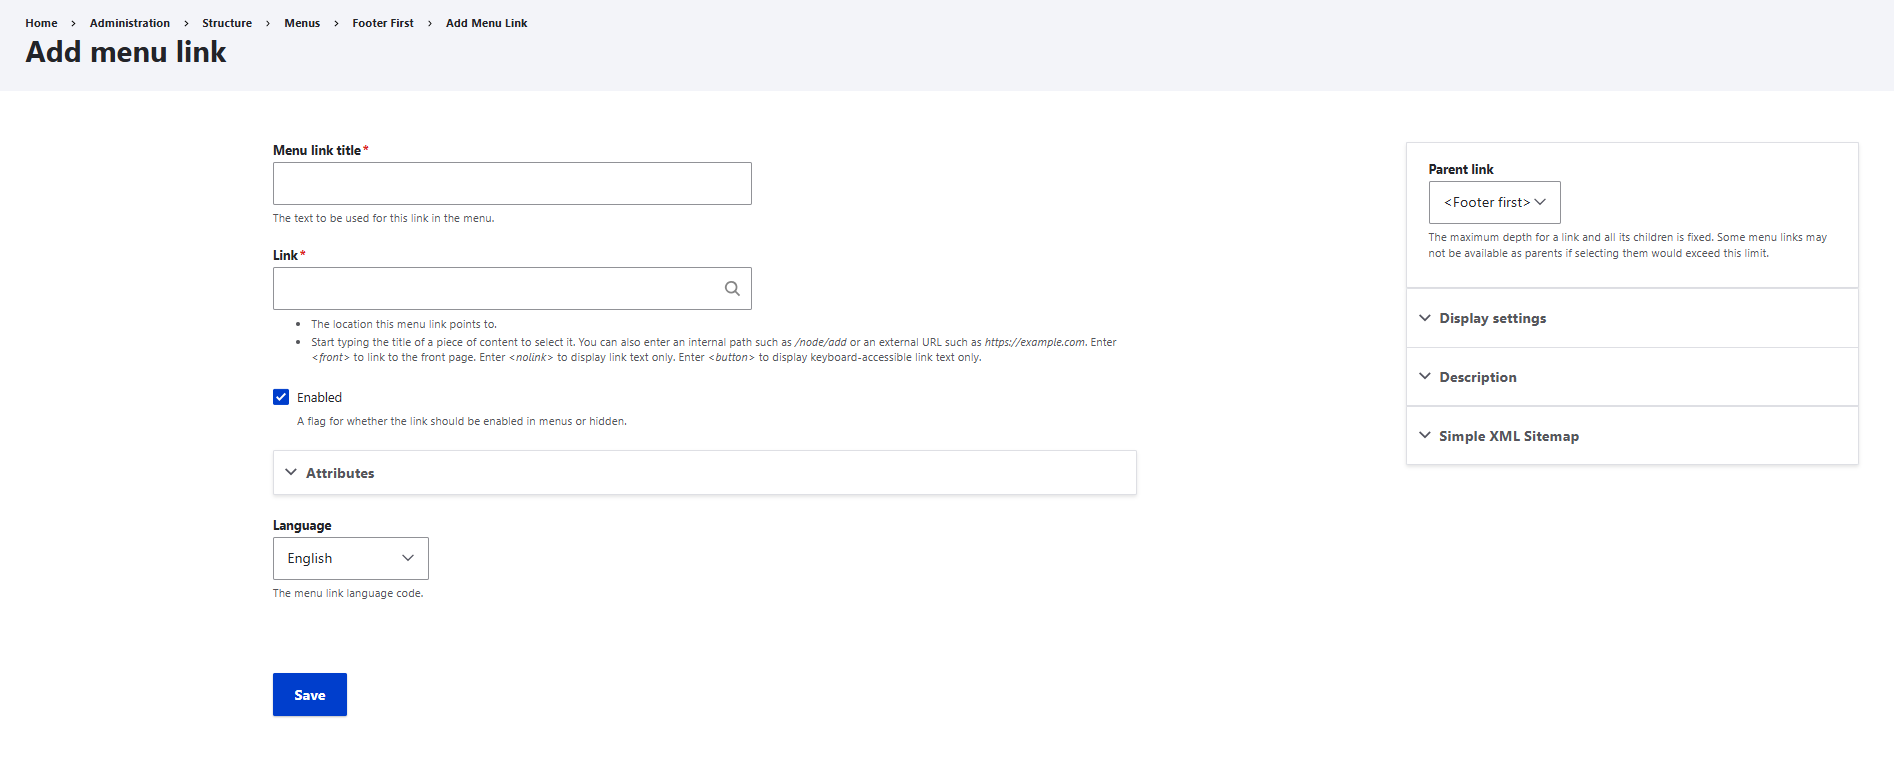 Home > Administration > Structure > Menus > Footer First > Add Menu Link
Add menu link
Menu link title*
The text to be used for this link in the menu.
Link*
• The location this menu link points to.
• Start typing the title of a piece of content to select it. You can also enter an internal path such as /node/add or an external URL such as https://example.com. Enter
<front> to link to the front page. Enter <nolink> to display link text only. Enter <button> to display keyboard-accessible link text only.
Enabled
A flag for whether the link should be enabled in menus or hidden.
Attributes
Language
English
The menu link language code.
Save
Parent link
<Footer first>
The maximum depth for a link and all its children is fixed. Some menu links may
not be available as parents if selecting them would exceed this limit.
Display settings
Description
Simple XML Sitemap